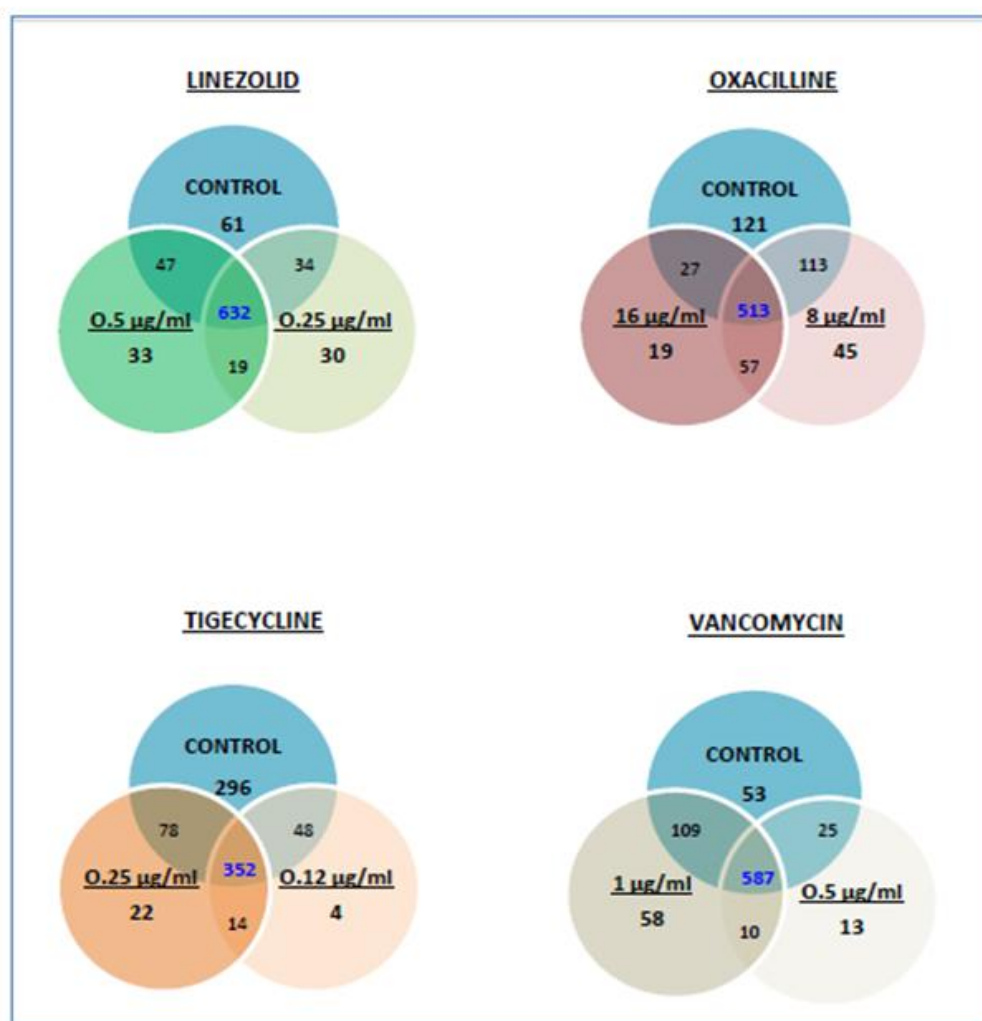 LINEZOLID
CONTROL
61
47
34
632
O.5 µg/ml
O.25 µg/ml
33
30
19
OXACILLINE
CONTROL
121
27
113
513
16 µg/ml
8 µg/ml
19
45
57
TIGECYCLINE
CONTROL
296
78
48
352
O.25 µg/ml
O.12 µg/ml
22
4
14
VANCOMYCIN
CONTROL
53
109
25
587
1 µg/ml
O.5 µg/ml
58
13
10